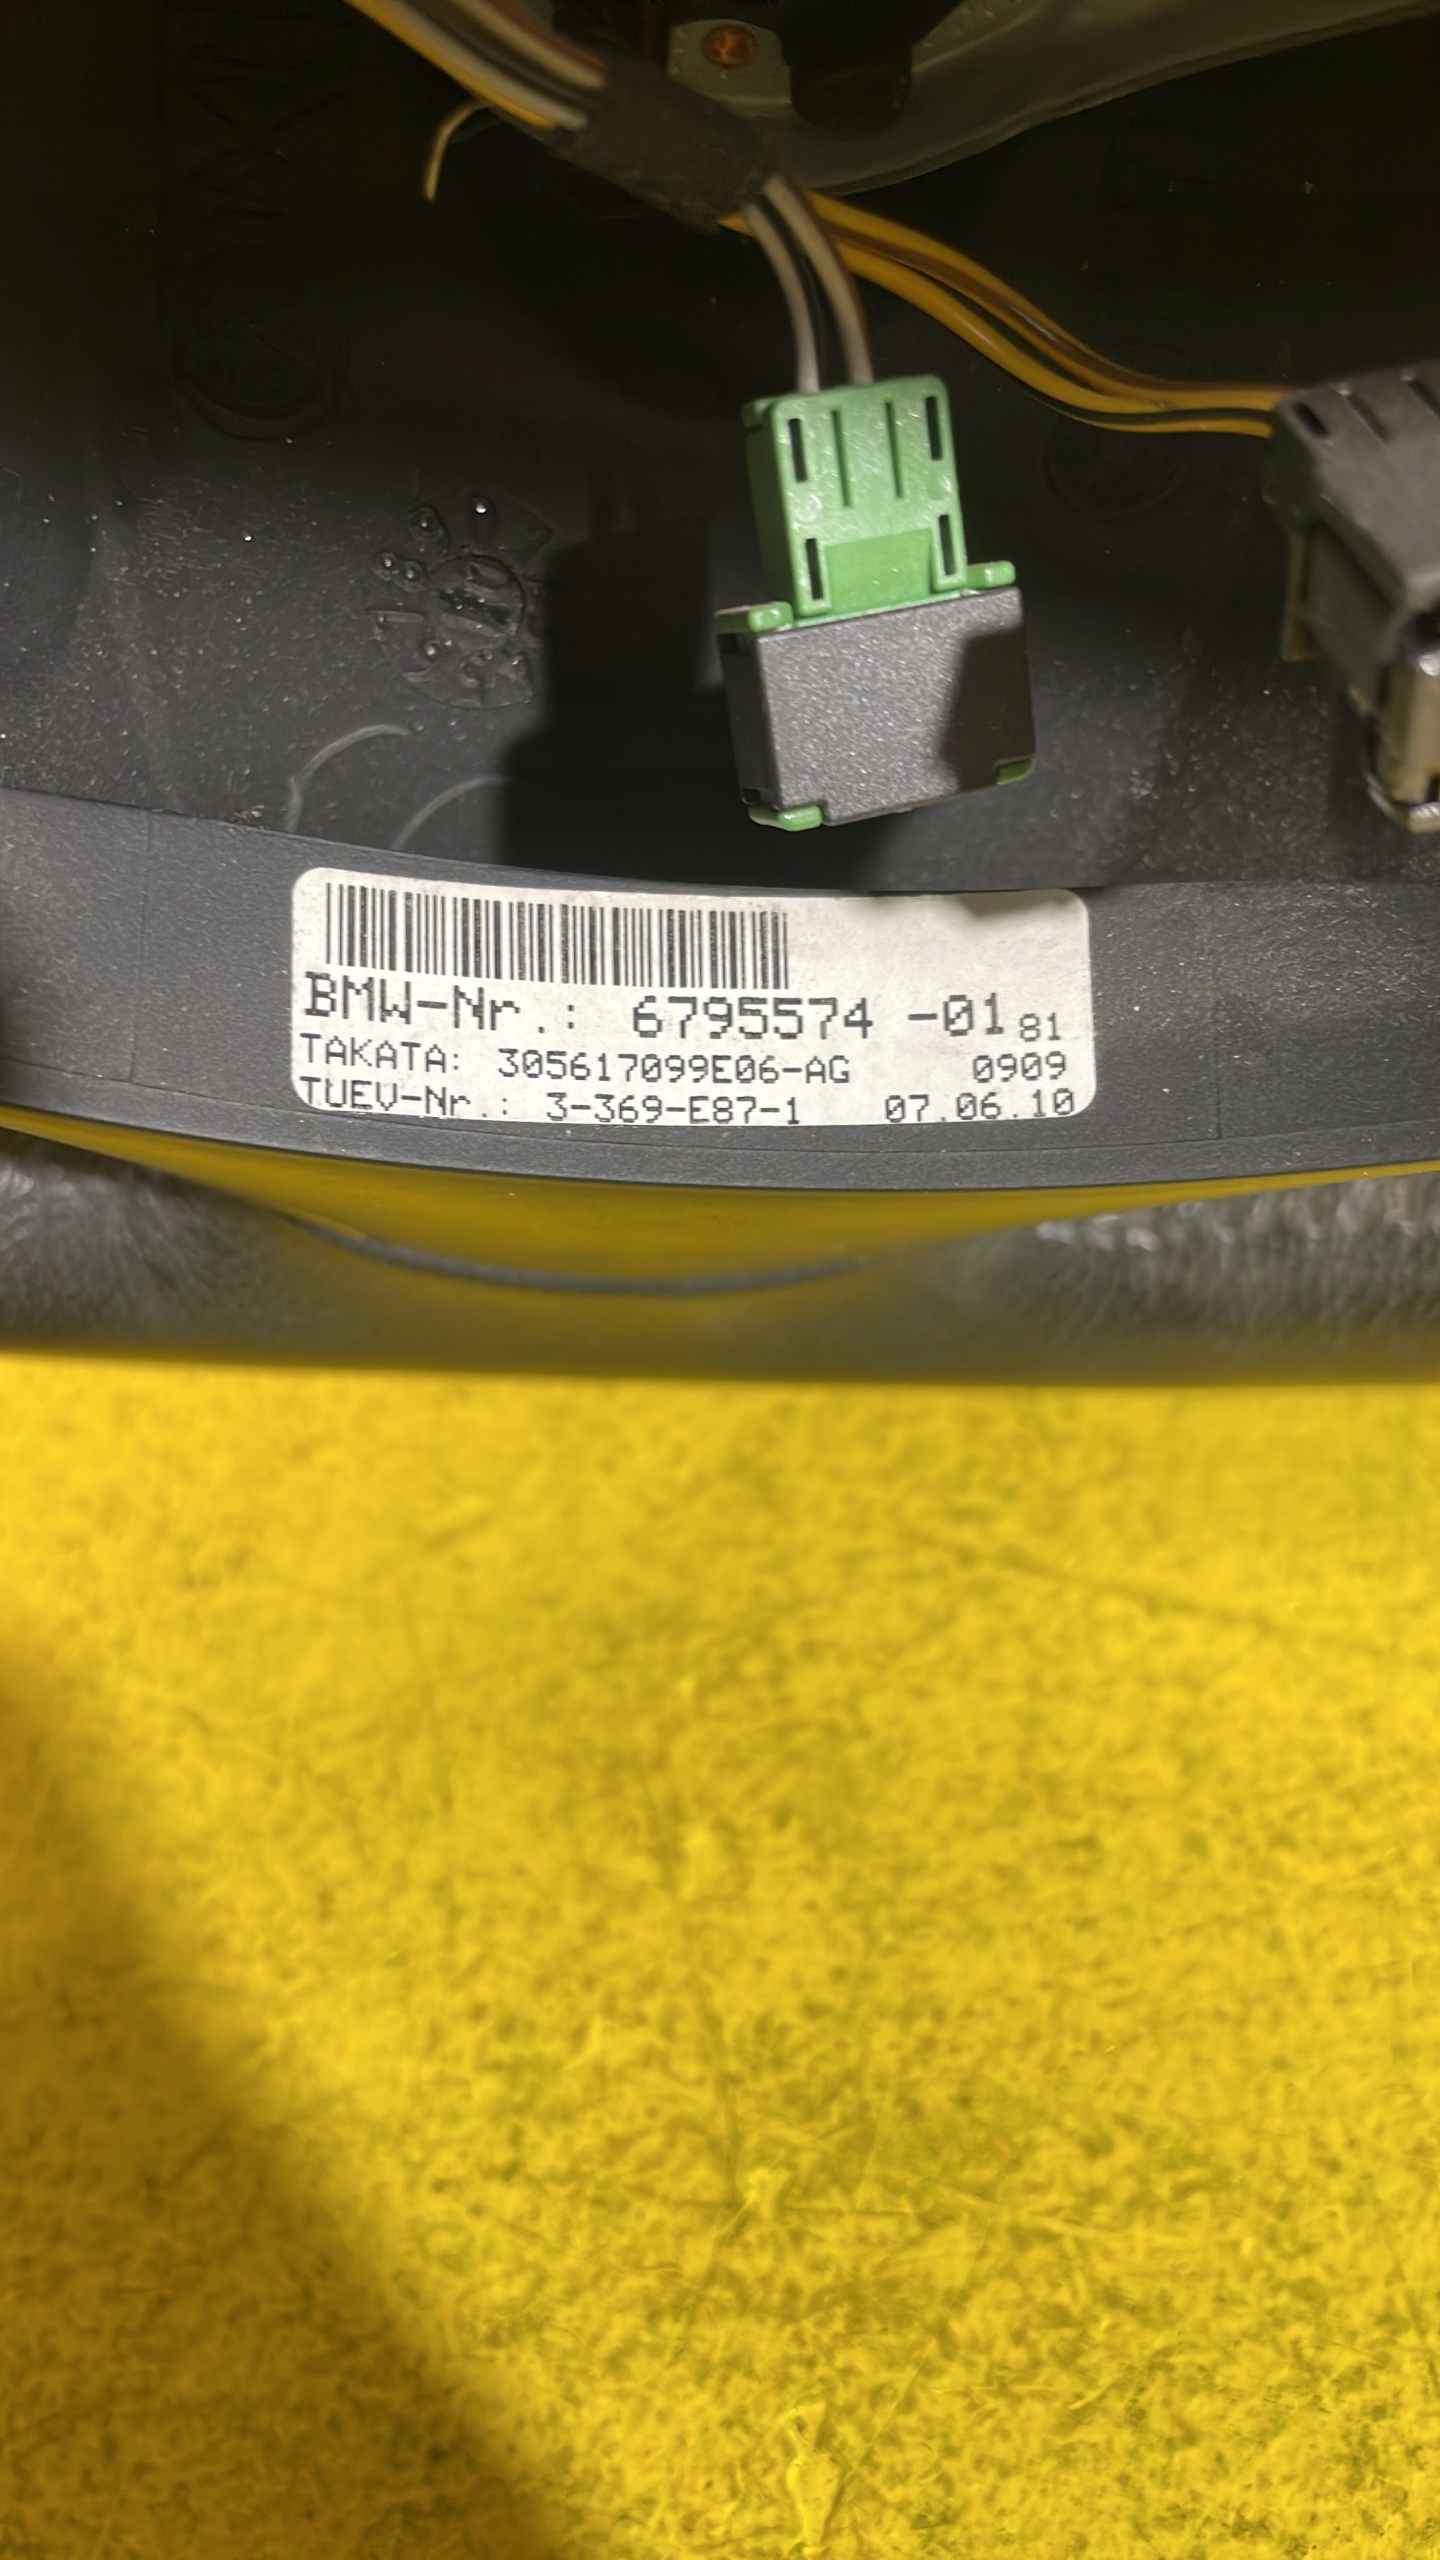 BMW-Nr.: 6795574 -01 81
TAKATA: 305617099E06-AG 0909
TUEV-Nr.: 3-369-E87-1 07.06.10